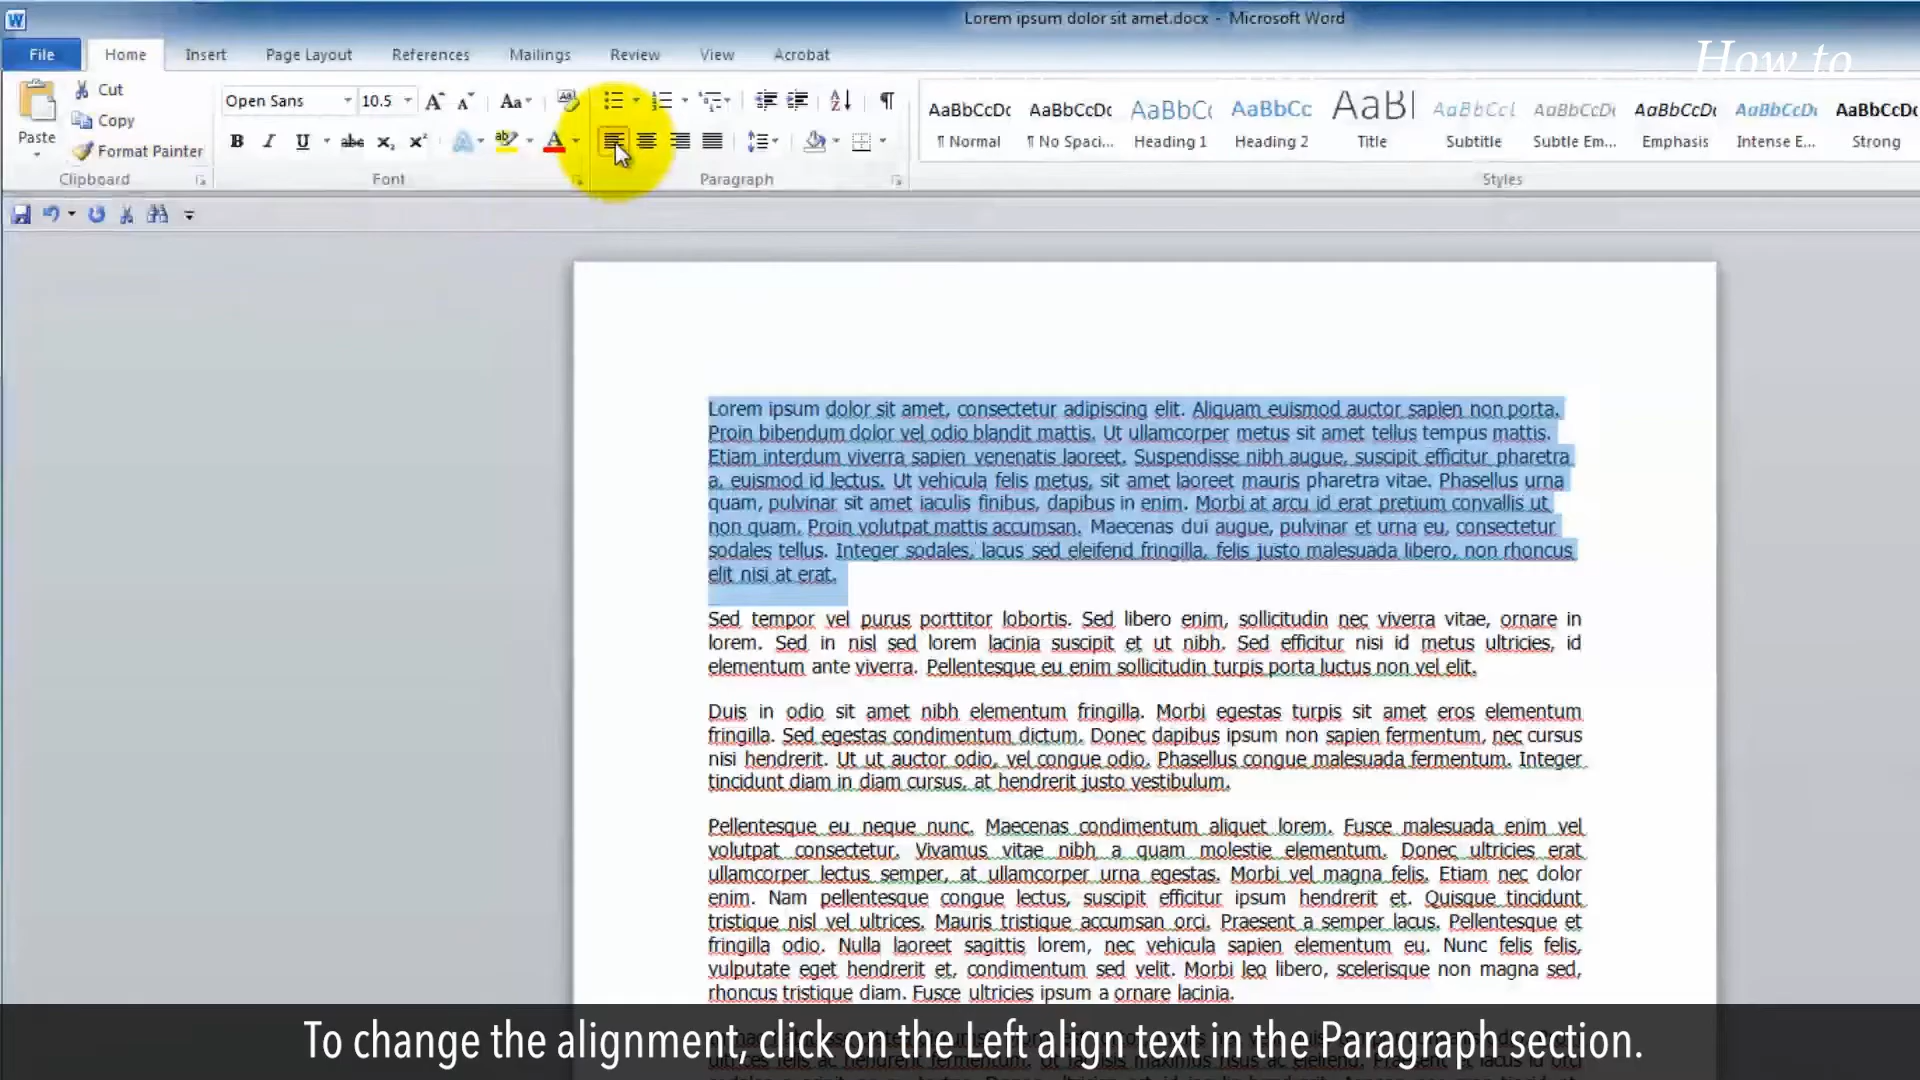 Lorem ipsum dolor sit amet.docx - Microsoft Word
How to
File Home Insert Page Layout References Mailings Review View Acrobat
Cut
Copy
Format Painter
Paste
Clipboard
Open Sans 10.5
Font
Paragraph
AaBbCcDc AaBbCcDc AaBbC( AaBbCc AaB AaBbCcl AaBbCcDc AaBbCcDc AaBbCcDc AaBbCcDc
¶ Normal ¶ No Spaci... Heading 1 Heading 2 Title Subtitle Subtle Em... Emphasis Intense E... Strong
Styles
Lorem ipsum dolor sit amet, consectetur adipiscing elit. Aliquam euismod auctor sapien non porta.
Proin bibendum dolor vel odio blandit mattis. Ut ullamcorper metus sit amet tellus tempus mattis.
Etiam interdum viverra sapien venenatis laoreet. Suspendisse nibh augue, suscipit efficitur pharetra
a, euismod id lectus. Ut vehicula felis metus, sit amet laoreet mauris pharetra vitae. Phasellus urna
quam, pulvinar sit amet iaculis finibus, dapibus in enim. Morbi at arcu id erat pretium convallis ut
non quam. Proin volutpat mattis accumsan. Maecenas dui augue, pulvinar et urna eu, consectetur
sodales tellus. Integer sodales, lacus sed eleifend fringilla, felis justo malesuada libero, non rhoncus
elit nisi at erat.
Sed tempor vel purus porttitor lobortis. Sed libero enim, sollicitudin nec viverra vitae, ornare in
lorem. Sed in nisl sed lorem lacinia suscipit et ut nibh. Sed efficitur nisi id metus ultricies, id
elementum ante viverra. Pellentesque eu enim sollicitudin turpis porta luctus non vel elit.
Duis in odio sit amet nibh elementum fringilla. Morbi egestas turpis sit amet eros elementum
fringilla. Sed egestas condimentum dictum. Donec dapibus ipsum non sapien fermentum, nec cursus
nisi hendrerit. Ut ut auctor odio, vel congue odio. Phasellus congue malesuada fermentum. Integer
tincidunt diam in diam cursus, at hendrerit justo vestibulum.
Pellentesque eu neque nunc. Maecenas condimentum aliquet lorem. Fusce malesuada enim vel
volutpat consectetur. Vivamus vitae nibh a quam molestie elementum. Donec ultricies erat
ullamcorper lectus semper, at ullamcorper urna egestas. Morbi vel magna felis. Etiam nec dolor
enim. Nam pellentesque congue lectus, suscipit efficitur ipsum hendrerit et. Quisque tincidunt
tristique nisl vel ultrices. Mauris tristique accumsan orci. Praesent a semper lacus. Pellentesque et
fringilla odio. Nulla laoreet sagittis lorem, nec vehicula sapien elementum eu. Nunc felis felis,
vulputate eget hendrerit et, condimentum sed velit. Morbi leo libero, scelerisque non magna sed,
rhoncus tristique diam. Fusce ultricies ipsum a ornare lacinia.
To change the alignment, click on the Left align text in the Paragraph section.